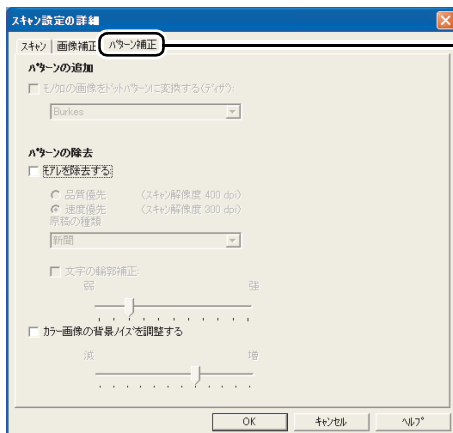 スキャン設定の詳細
スキャン 画像補正 パターン補正
パターンの追加
モノクロの画像をドットパターンに変換する(ディザ):
Burkes
パターンの除去
モアレを除去する:
品質優先 (スキャン解像度 400 dpi)
速度優先 (スキャン解像度 300 dpi)
原稿の種類
新聞
文字の輪郭補正
弱 強
カラー画像の背景ノイズを調整する
減 増
OK キャンセル ヘルプ